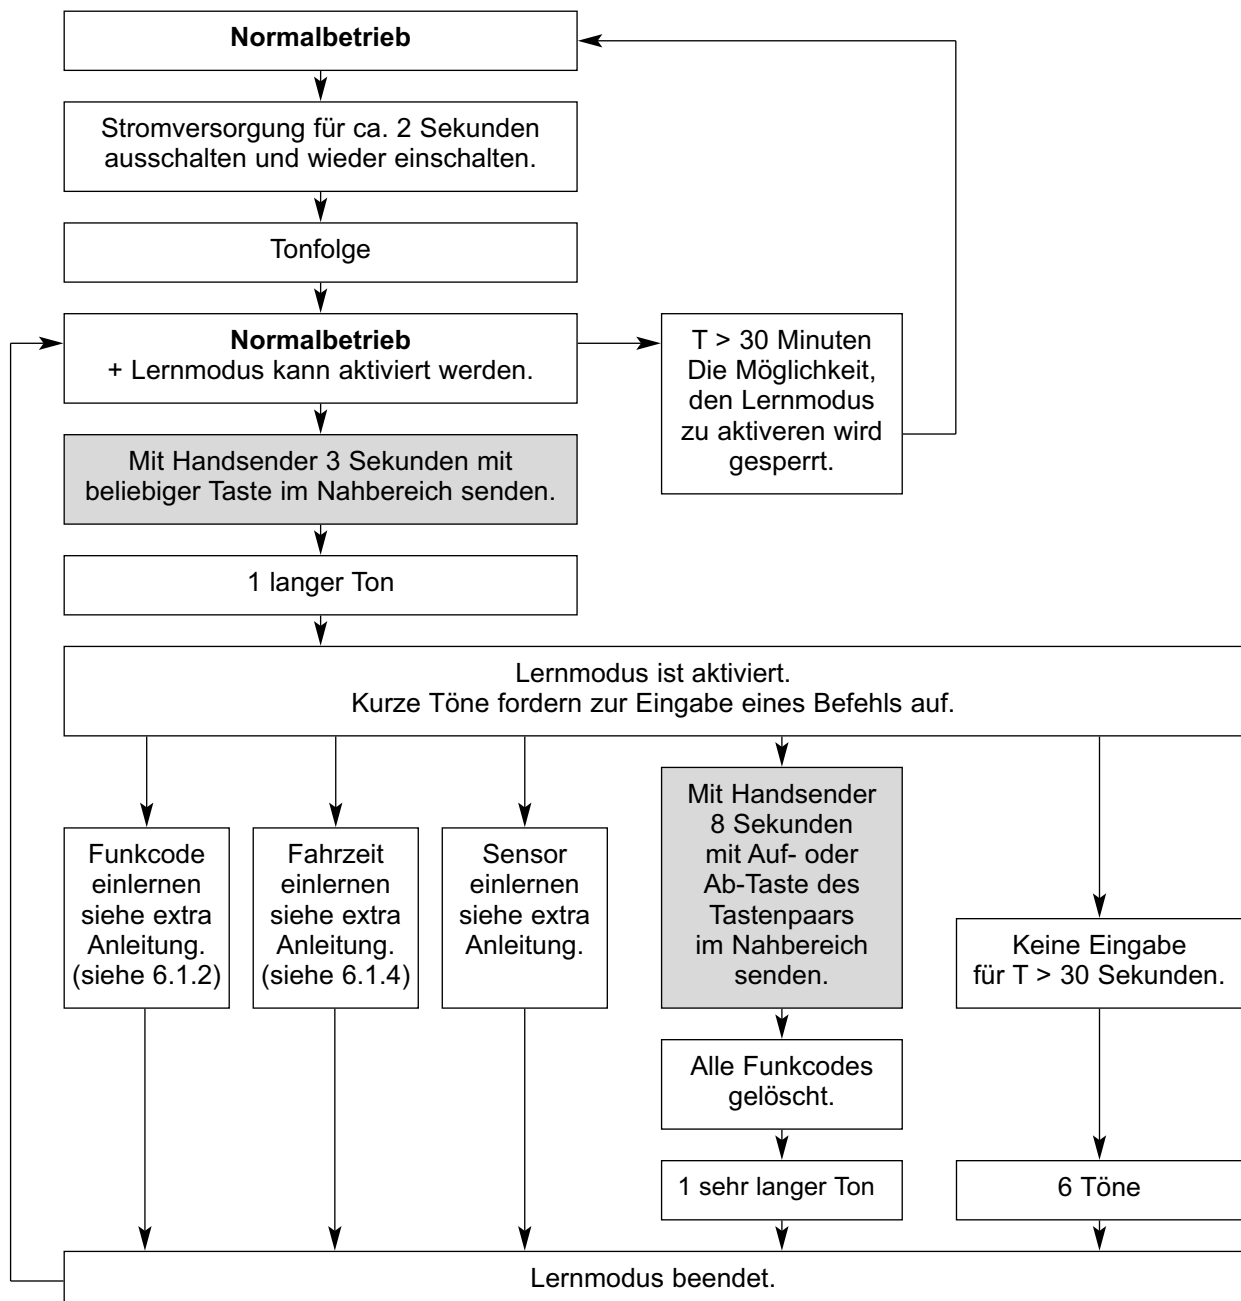 Normalbetrieb
Stromversorgung für ca. 2 Sekunden
ausschalten und wieder einschalten.
Tonfolge
Normalbetrieb
+ Lernmodus kann aktiviert werden.
T > 30 Minuten
Die Möglichkeit,
den Lernmodus
zu aktiveren wird
gesperrt.
Mit Handsender 3 Sekunden mit
beliebiger Taste im Nahbereich senden.
1 langer Ton
Lernmodus ist aktiviert.
Kurze Töne fordern zur Eingabe eines Befehls auf.
Funkcode
einlernen
siehe extra
Anleitung.
(siehe 6.1.2)
Fahrzeit
einlernen
siehe extra
Anleitung.
(siehe 6.1.4)
Sensor
einlernen
siehe extra
Anleitung.
Mit Handsender
8 Sekunden
mit Auf- oder
Ab-Taste des
Tastenpaars
im Nahbereich
senden.
Keine Eingabe
für T > 30 Sekunden.
Alle Funkcodes
gelöscht.
1 sehr langer Ton
6 Töne
Lernmodus beendet.